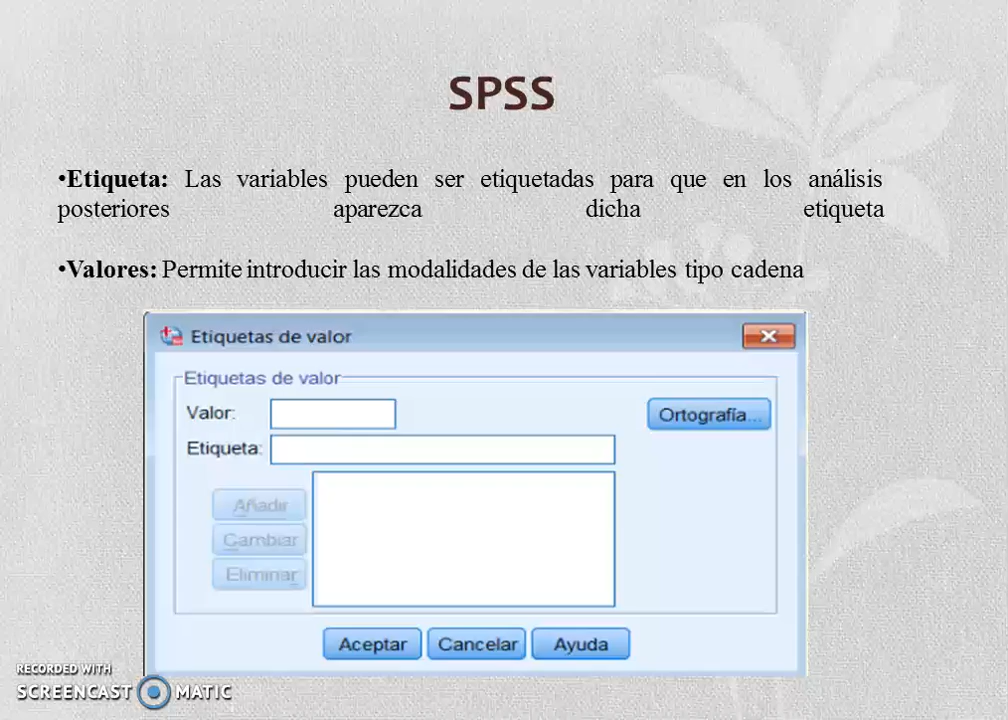 SPSS
•Etiqueta: Las variables pueden ser etiquetadas para que en los análisis
posteriores aparezca dicha etiqueta
•Valores: Permite introducir las modalidades de las variables tipo cadena
Etiquetas de valor
Etiquetas de valor
Valor:
Ortografía...
Etiqueta:
Añadir
Cambiar
Eliminar
Aceptar Cancelar Ayuda
RECORDED WITH
SCREENCAST MATIC